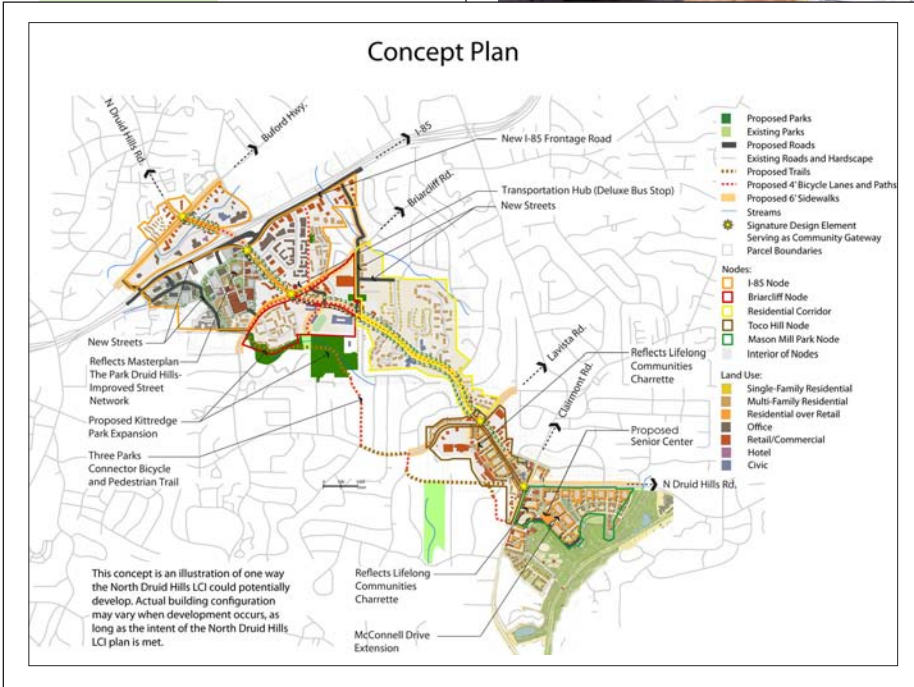 Concept Plan
N Druid Hills Rd.
Buford Hwy.
I-85
Briarcliff Rd.
New I-85 Frontage Road
Transportation Hub (Deluxe Bus Stop)
New Streets
Proposed Parks
Existing Parks
Proposed Roads
Existing Roads and Hardscape
Proposed Trails
Proposed 4' Bicycle Lanes and Paths
Proposed 6' Sidewalks
Streams
Signature Design Element
Serving as Community Gateway
Parcel Boundaries
Nodes:
I-85 Node
Briarcliff Node
Residential Corridor
Toco Hill Node
Mason Mill Park Node
Interior of Nodes
Land Use:
Single-Family Residential
Multi-Family Residential
Residential over Retail
Office
Retail/Commercial
Hotel
Civic
New Streets
Reflects Masterplan
The Park Druid Hills-
Improved Street
Network
Proposed Kittredge
Park Expansion
Three Parks
Connector Bicycle
and Pedestrian Trail
Lavista Rd.
Clairmont Rd.
Reflects Lifelong
Communities
Charrette
Proposed
Senior Center
N Druid Hills Rd.
Reflects Lifelong
Communities
Charrette
McConnell Drive
Extension
This concept is an illustration of one way
the North Druid Hills LCI could potentially
develop. Actual building configuration
may vary when development occurs, as
long as the intent of the North Druid Hills
LCI plan is met.